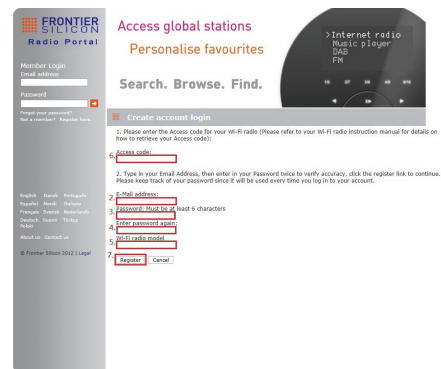 FRONTIER
SILICON
Radio Portal
Access global stations
Personalise favourites
Search. Browse. Find.
>Internet radio
Music player
DAB
FM
Member Login
Email address
Password
Forgot your password?
Not a member? Register here.
Create account login
1. Please enter the Access code for your Wi-Fi radio (Please refer to your Wi-Fi radio instruction manual for details on
how to retrieve your Access code):
Access code:
6.
2. Type in your Email Address, then enter in your Password twice to verify accuracy, click the register link to continue.
Please keep track of your password since it will be used every time you log in to your account.
E-Mail address:
2.
Password: Must be at least 6 characters
3.
Enter password again:
4.
Wi-Fi radio model
5.
7. Register Cancel
English Dansk Português
Español Norsk Italiano
Français Svensk Nederlands
Deutsch Suomi Türkçe
Polski
About us Contact us
© Frontier Silicon 2012 | Legal